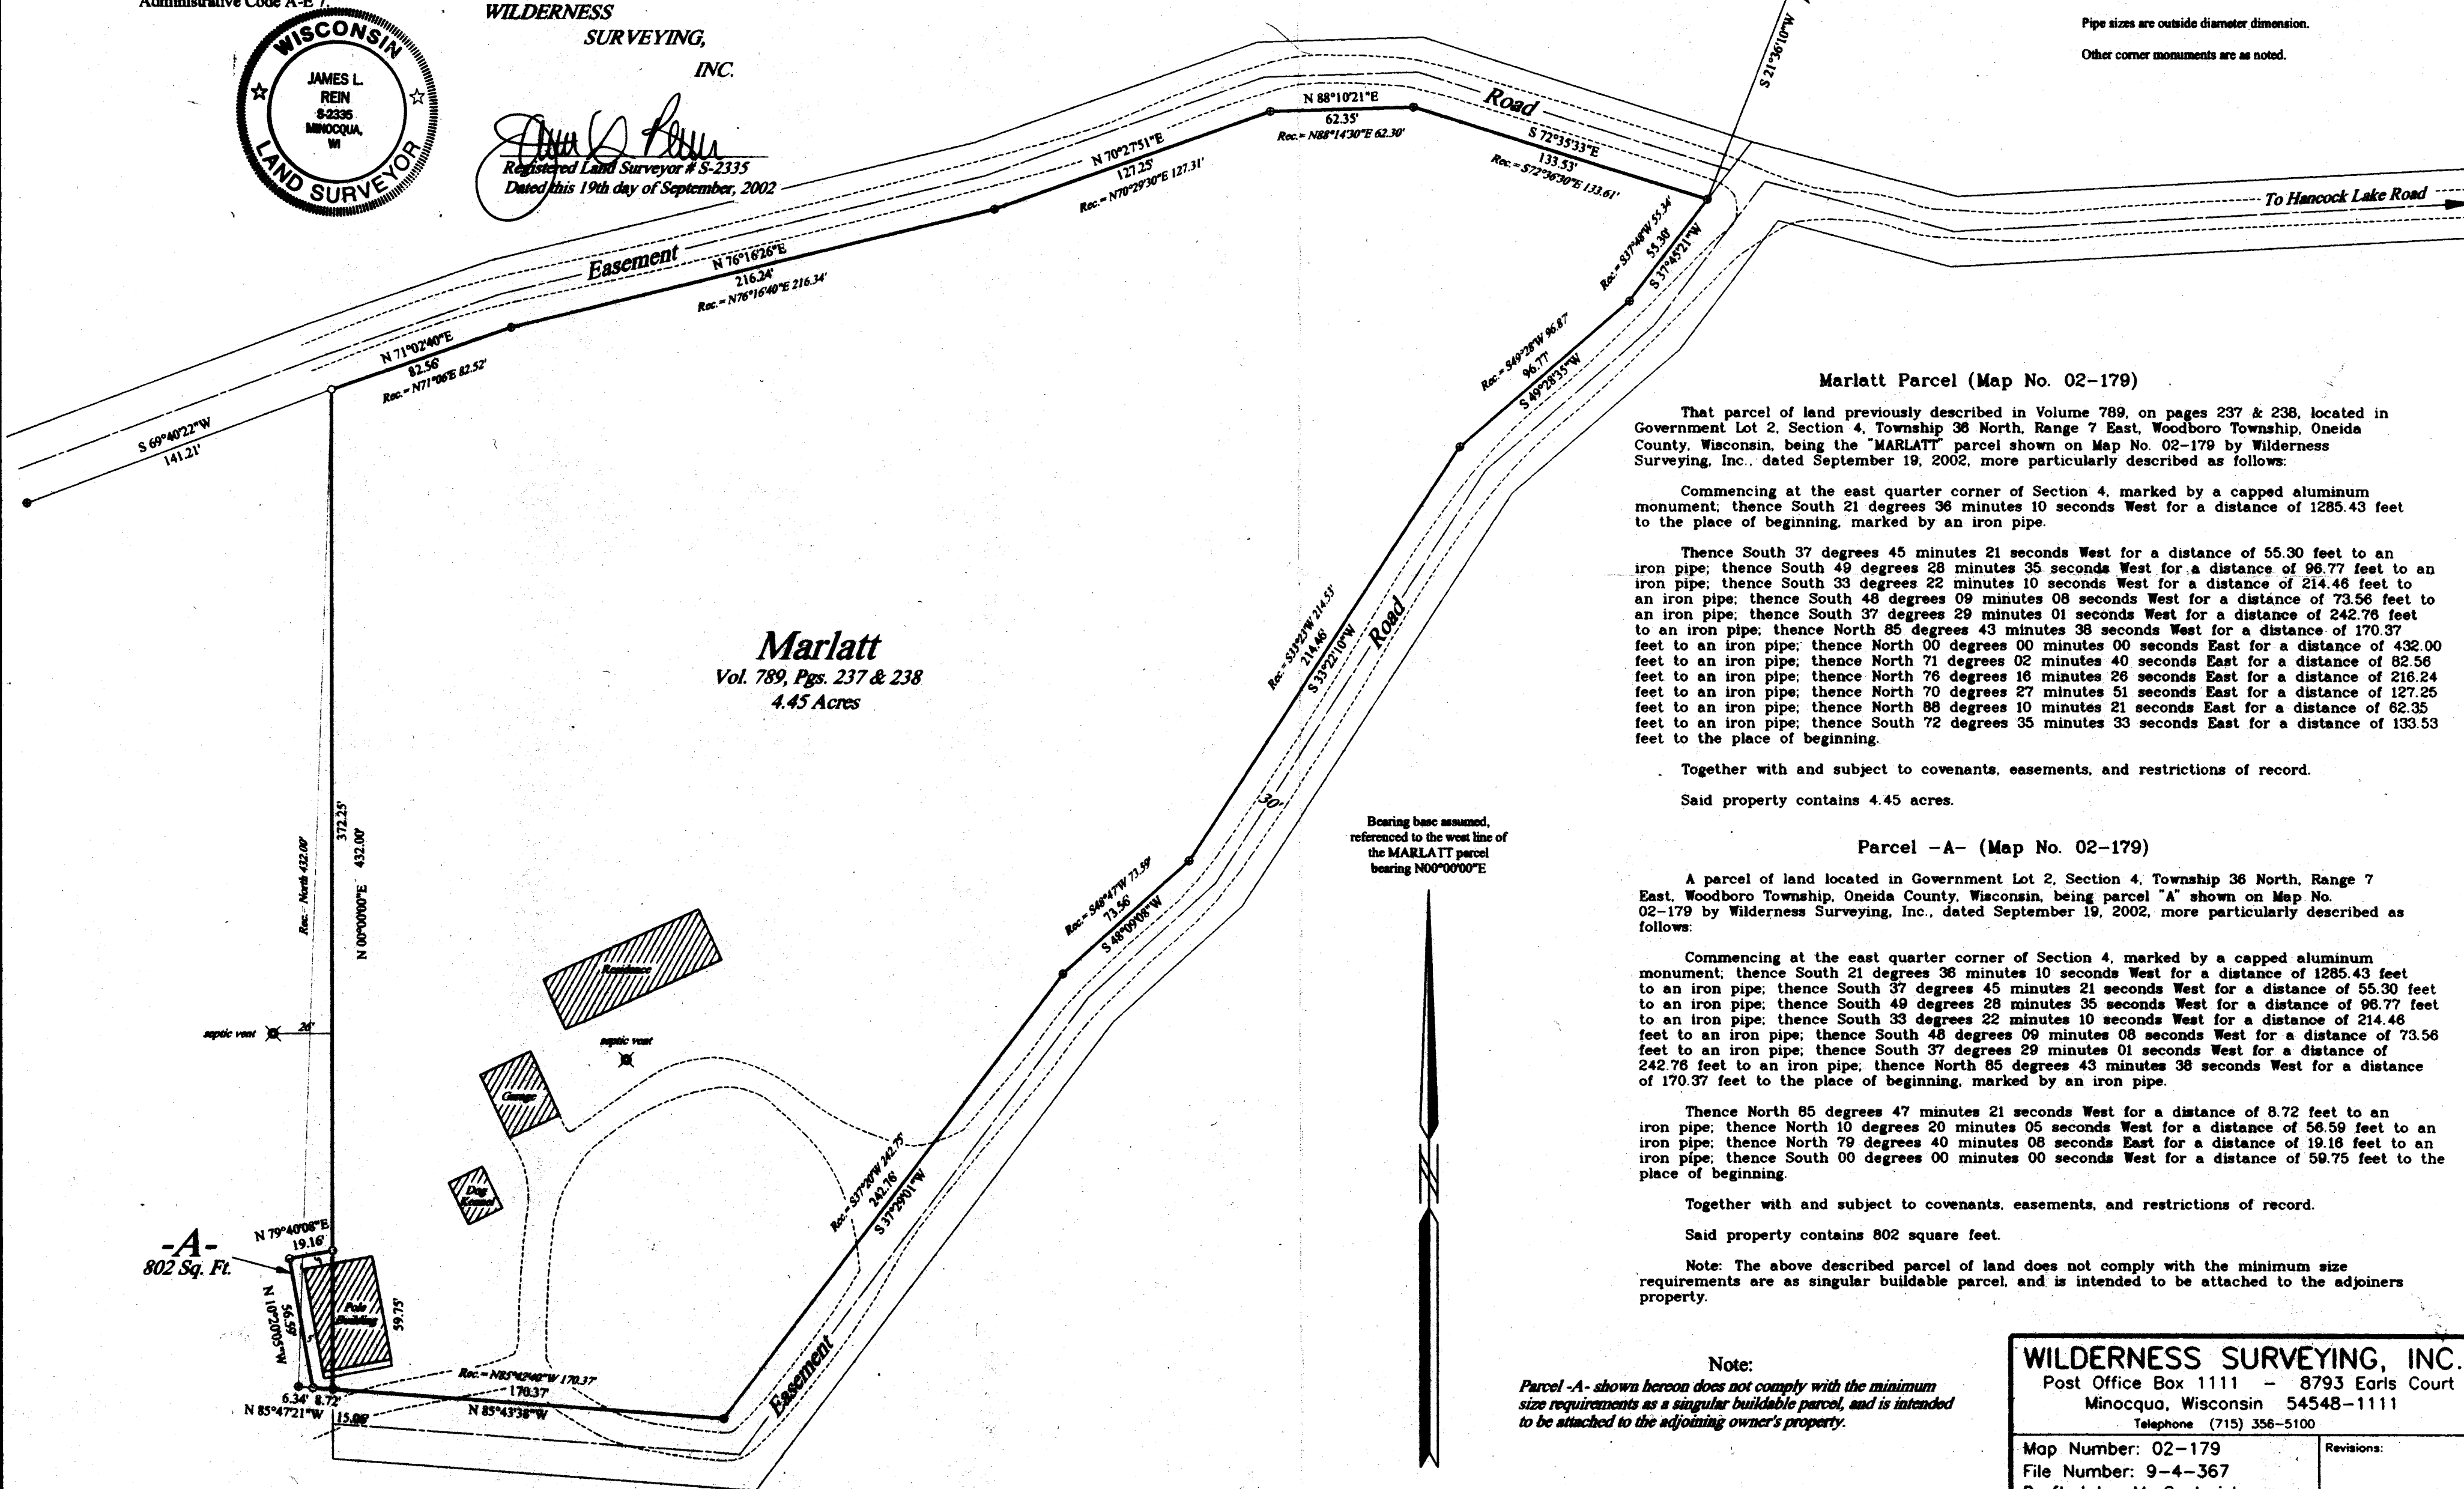 Administrative Code A-E 7.
WISCONSIN
JAMES L.
REIN
S-2335
MINOCQUA,
WI
LAND SURVEYOR
WILDERNESS
SURVEYING,
INC.
Registered Land Surveyor # S-2335
Dated this 19th day of September, 2002
Pipe sizes are outside diameter dimension.
Other corner monuments are as noted.
S 21°36'10"W
N 88°10'21"E
62.35'
Rec.= N88°14'30"E 62.30'
Road
S 72°35'33"E
133.53'
Rec.= S72°36'30"E 133.61'
N 70°27'51"E
127.25'
Rec.= N70°29'30"E 127.31'
To Hancock Lake Road
Easement
N 76°16'26"E
216.24'
Rec.= N76°16'40"E 216.34'
Rec.= S37°48'W 55.34'
55.30'
S 37°45'21"W
N 71°02'40"E
82.56'
Rec.= N71°06'E 82.52'
S 69°40'22"W
141.21'
Rec.= S49°28'W 96.87'
96.77'
S 49°28'35"W
Marlatt
Vol. 789, Pgs. 237 & 238
4.45 Acres
Rec.= S33°23'W 214.53'
214.46'
S 33°22'10"W
Road
30'
Rec.- North 432.00'
372.25'
N 00°00'00"E 432.00'
Rec.= S48°47'W 73.59'
73.56'
S 48°09'08"W
Bearing base assumed,
referenced to the west line of
the MARLATT parcel
bearing N00°00'00"E
Residence
septic vent
26'
septic vent
Garage
Dog
Kennel
Rec.= S37°20'W 242.75'
242.76'
S 37°29'01"W
-A-
802 Sq. Ft.
N 79°40'08"E
19.16'
Pole
Building
59.75'
56.59'
N 10°20'05"W
5'
6.34' 8.72'
N 85°47'21"W
15.06'
Rec.= N85°42'40"W 170.37'
170.37'
N 85°43'38"W
Easement
Marlatt Parcel (Map No. 02-179)
That parcel of land previously described in Volume 789, on pages 237 & 238, located in
Government Lot 2, Section 4, Township 36 North, Range 7 East, Woodboro Township, Oneida
County, Wisconsin, being the "MARLATT" parcel shown on Map No. 02-179 by Wilderness
Surveying, Inc., dated September 19, 2002, more particularly described as follows:
Commencing at the east quarter corner of Section 4, marked by a capped aluminum
monument; thence South 21 degrees 36 minutes 10 seconds West for a distance of 1285.43 feet
to the place of beginning, marked by an iron pipe.
Thence South 37 degrees 45 minutes 21 seconds West for a distance of 55.30 feet to an
iron pipe; thence South 49 degrees 28 minutes 35 seconds West for a distance of 96.77 feet to an
iron pipe; thence South 33 degrees 22 minutes 10 seconds West for a distance of 214.46 feet to
an iron pipe; thence South 48 degrees 09 minutes 08 seconds West for a distance of 73.56 feet to
an iron pipe; thence South 37 degrees 29 minutes 01 seconds West for a distance of 242.76 feet
to an iron pipe; thence North 85 degrees 43 minutes 38 seconds West for a distance of 170.37
feet to an iron pipe; thence North 00 degrees 00 minutes 00 seconds East for a distance of 432.00
feet to an iron pipe; thence North 71 degrees 02 minutes 40 seconds East for a distance of 82.56
feet to an iron pipe; thence North 76 degrees 16 minutes 26 seconds East for a distance of 216.24
feet to an iron pipe; thence North 70 degrees 27 minutes 51 seconds East for a distance of 127.25
feet to an iron pipe; thence North 88 degrees 10 minutes 21 seconds East for a distance of 62.35
feet to an iron pipe; thence South 72 degrees 35 minutes 33 seconds East for a distance of 133.53
feet to the place of beginning.
Together with and subject to covenants, easements, and restrictions of record.
Said property contains 4.45 acres.
Parcel -A- (Map No. 02-179)
A parcel of land located in Government Lot 2, Section 4, Township 36 North, Range 7
East, Woodboro Township, Oneida County, Wisconsin, being parcel "A" shown on Map No.
02-179 by Wilderness Surveying, Inc., dated September 19, 2002, more particularly described as
follows:
Commencing at the east quarter corner of Section 4, marked by a capped aluminum
monument; thence South 21 degrees 36 minutes 10 seconds West for a distance of 1285.43 feet
to an iron pipe; thence South 37 degrees 45 minutes 21 seconds West for a distance of 55.30 feet
to an iron pipe; thence South 49 degrees 28 minutes 35 seconds West for a distance of 96.77 feet
to an iron pipe; thence South 33 degrees 22 minutes 10 seconds West for a distance of 214.46
feet to an iron pipe; thence South 48 degrees 09 minutes 08 seconds West for a distance of 73.56
feet to an iron pipe; thence South 37 degrees 29 minutes 01 seconds West for a distance of
242.76 feet to an iron pipe; thence North 85 degrees 43 minutes 38 seconds West for a distance
of 170.37 feet to the place of beginning, marked by an iron pipe.
Thence North 85 degrees 47 minutes 21 seconds West for a distance of 8.72 feet to an
iron pipe; thence North 10 degrees 20 minutes 05 seconds West for a distance of 56.59 feet to an
iron pipe; thence North 79 degrees 40 minutes 08 seconds East for a distance of 19.16 feet to an
iron pipe; thence South 00 degrees 00 minutes 00 seconds West for a distance of 59.75 feet to the
place of beginning.
Together with and subject to covenants, easements, and restrictions of record.
Said property contains 802 square feet.
Note: The above described parcel of land does not comply with the minimum size
requirements are as singular buildable parcel, and is intended to be attached to the adjoiners
property.
Note:
Parcel -A- shown hereon does not comply with the minimum
size requirements as a singular buildable parcel, and is intended
to be attached to the adjoining owner's property.
WILDERNESS SURVEYING, INC.
Post Office Box 1111 - 8793 Earls Court
Minocqua, Wisconsin 54548-1111
Telephone (715) 356-5100
Map Number: 02-179
Revisions:
File Number: 9-4-367